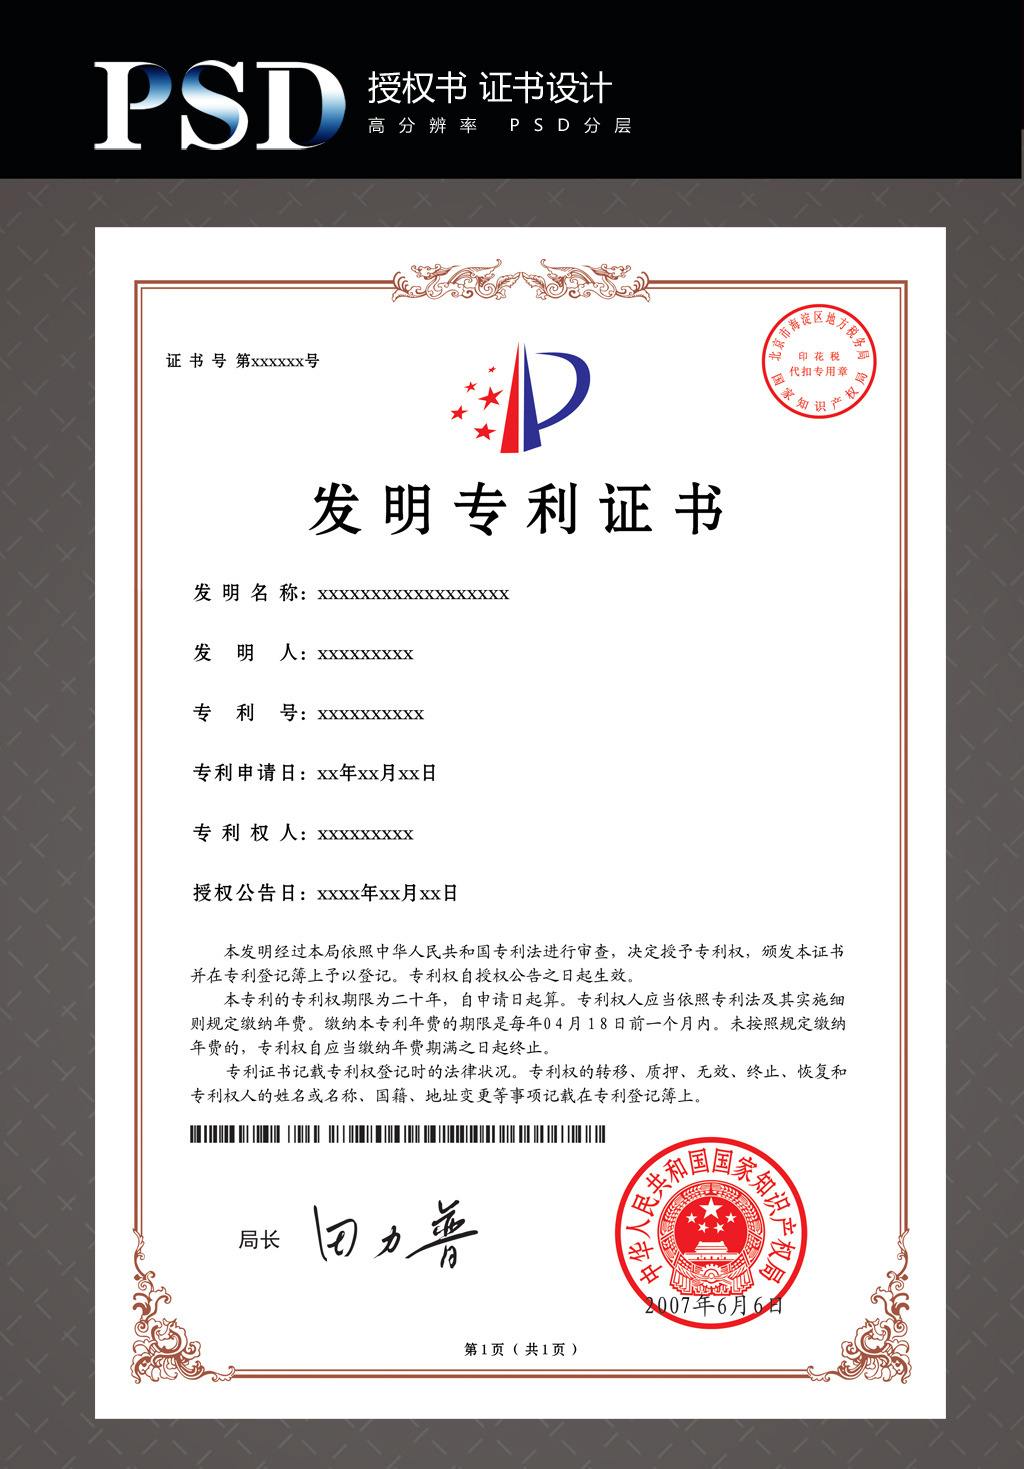 PSD
授权书 证书设计
高分辨率 PSD分层
证书号 第xxxxxx号
北京市海淀区地方税务局
印花税
代扣专用章
国家知识产权局
发明专利证书
发明名称：xxxxxxxxxxxxxxxxxx
发明人：xxxxxxxxx
专利号：xxxxxxxxxx
专利申请日：xx年xx月xx日
专利权人：xxxxxxxxx
授权公告日：xxxx年xx月xx日
本发明经过本局依照中华人民共和国专利法进行审查，决定授予专利权，颁发本证书
并在专利登记簿上予以登记。专利权自授权公告之日起生效。
本专利的专利权期限为二十年，自申请日起算。专利权人应当依照专利法及其实施细
则规定缴纳年费。缴纳本专利年费的期限是每年04月18日前一个月内。未按照规定缴纳
年费的，专利权自应当缴纳年费期满之日起终止。
专利证书记载专利权登记时的法律状况。专利权的转移、质押、无效、终止、恢复和
专利权人的姓名或名称、国籍、地址变更等事项记载在专利登记簿上。
局长 田力普
中华人民共和国国家知识产权局
2007年6月6日
第1页（共1页）